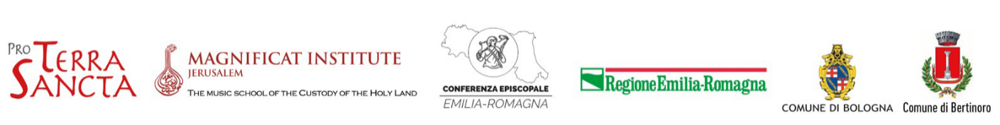 PRO TERRA
SANCTA
MAGNIFICAT INSTITUTE
JERUSALEM
THE MUSIC SCHOOL OF THE CUSTODY OF THE HOLY LAND
CONFERENZA EPISCOPALE
EMILIA-ROMAGNA
RegioneEmilia-Romagna
COMUNE DI BOLOGNA
Comune di Bertinoro